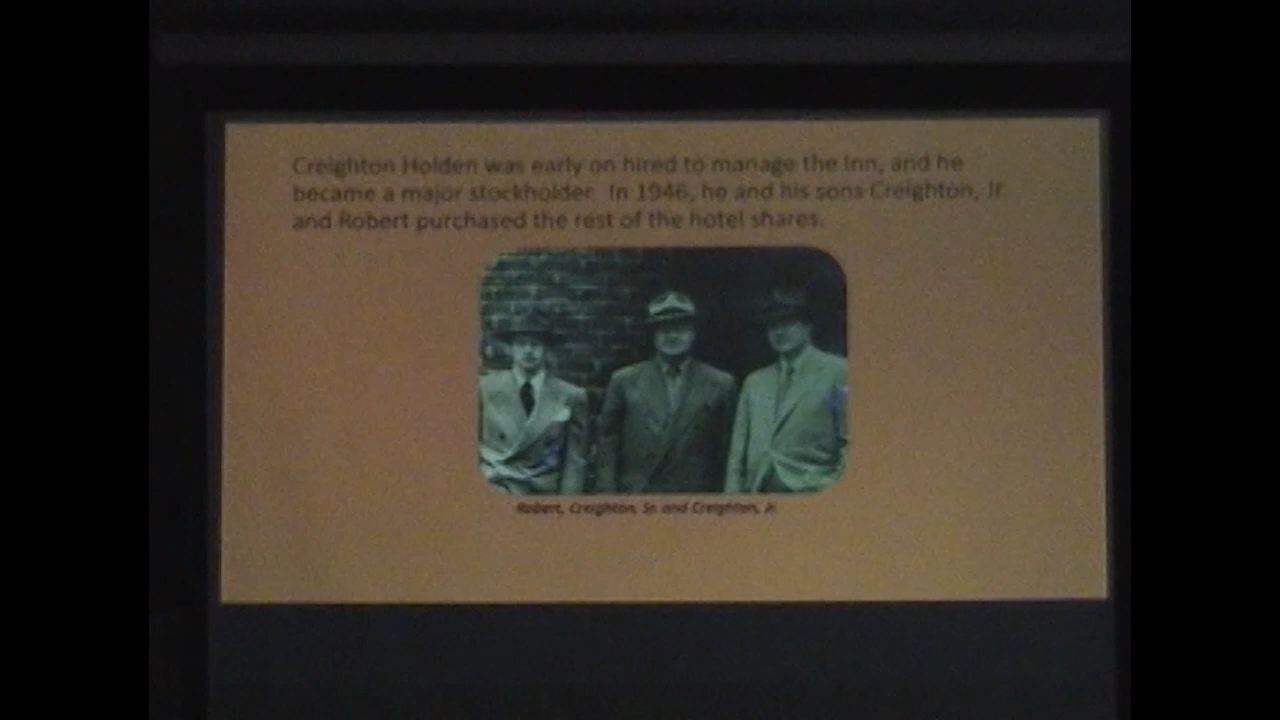 Creighton Holden was early on hired to manage the Inn, and he
became a major stockholder. In 1946, he and his sons Creighton, Jr.
and Robert purchased the rest of the hotel shares.
Robert, Creighton, Sr. and Creighton, Jr.